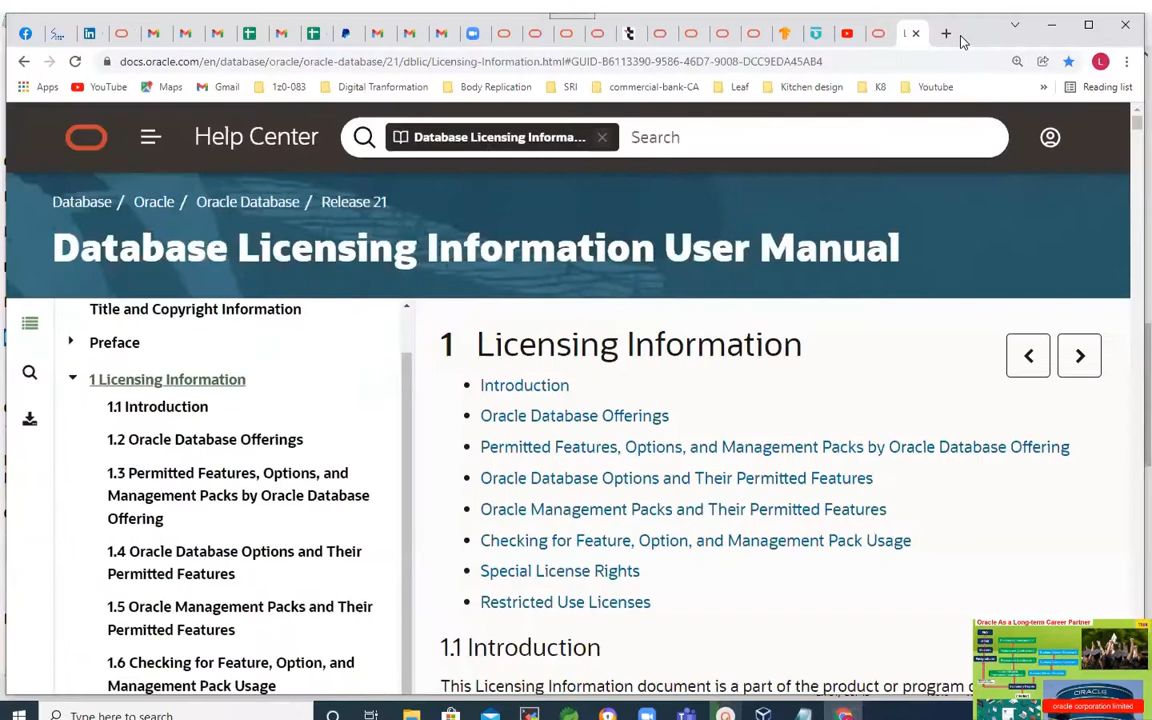 docs.oracle.com/en/database/oracle/oracle-database/21/dblic/Licensing-Information.html#GUID-B6113390-9586-46D7-9008-DCC9EDA45AB4
Apps YouTube Maps Gmail 1z0-083 Digital Tranformation Body Replication SRI commercial-bank-CA Leaf Kitchen design K8 Youtube » Reading list
Help Center Database Licensing Informa... Search
Database / Oracle / Oracle Database / Release 21
Database Licensing Information User Manual
Title and Copyright Information
Preface
1 Licensing Information
1.1 Introduction
1.2 Oracle Database Offerings
1.3 Permitted Features, Options, and
Management Packs by Oracle Database
Offering
1.4 Oracle Database Options and Their
Permitted Features
1.5 Oracle Management Packs and Their
Permitted Features
1.6 Checking for Feature, Option, and
Management Pack Usage
1 Licensing Information
• Introduction
• Oracle Database Offerings
• Permitted Features, Options, and Management Packs by Oracle Database Offering
• Oracle Database Options and Their Permitted Features
• Oracle Management Packs and Their Permitted Features
• Checking for Feature, Option, and Management Pack Usage
• Special License Rights
• Restricted Use Licenses
1.1 Introduction
This Licensing Information document is a part of the product or program
Oracle As a Long-term Career Partner
ORACLE
oracle corporation limited
Type here to search